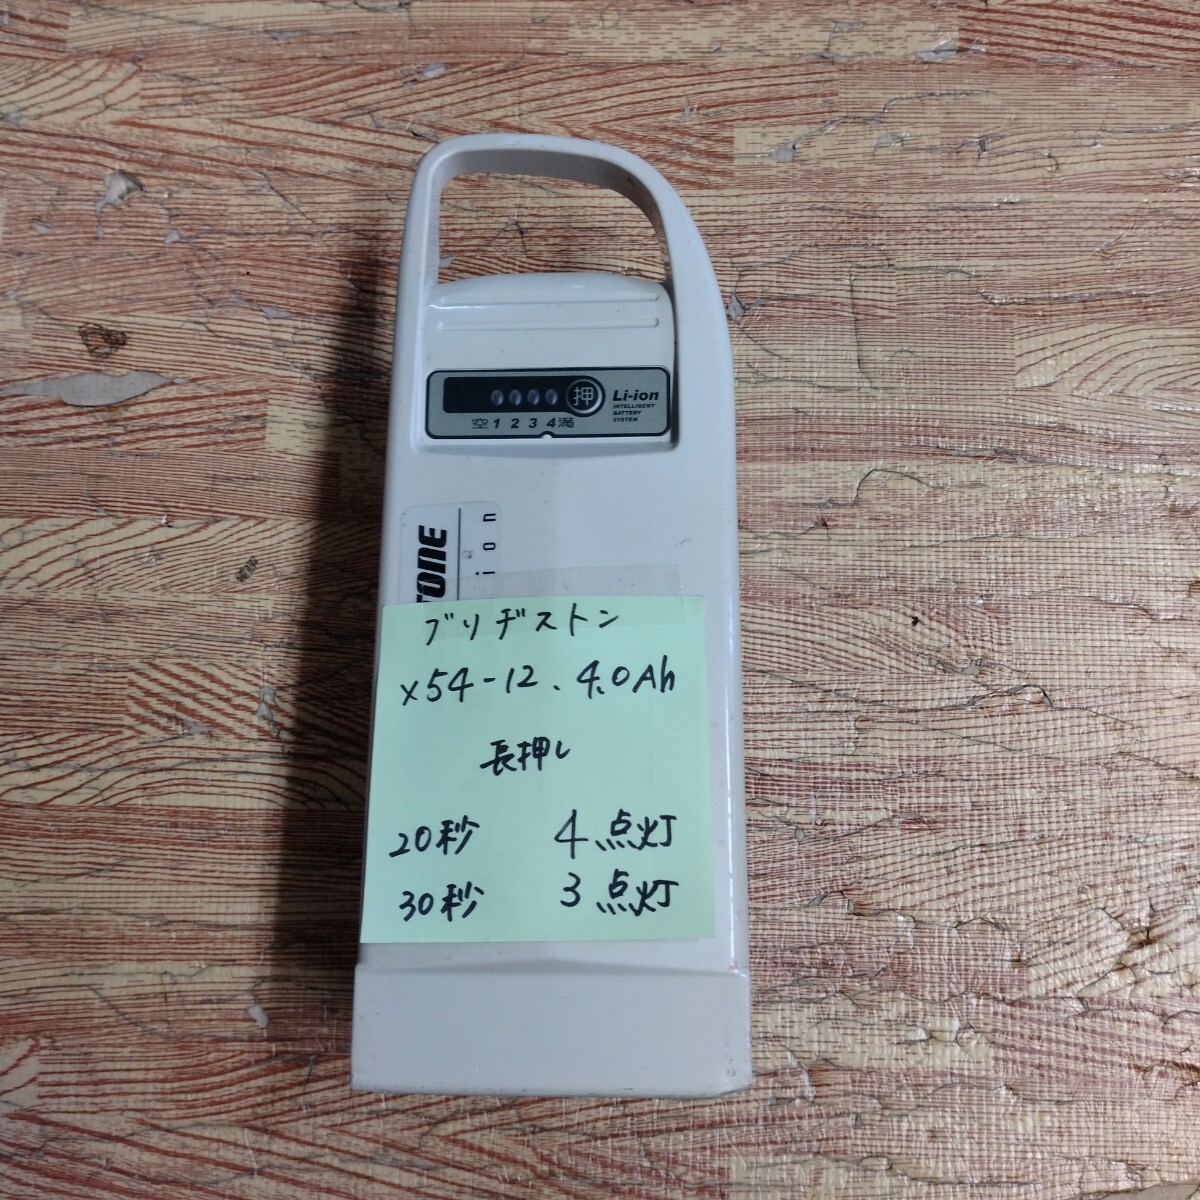 押
Li-ion
INTELLIGENT
BATTERY
SYSTEM
空 1 2 3 4 満
TONE
ion
ブリヂストン
X54-12. 4.0Ah
長押し
20秒 4点灯
30秒 3点灯